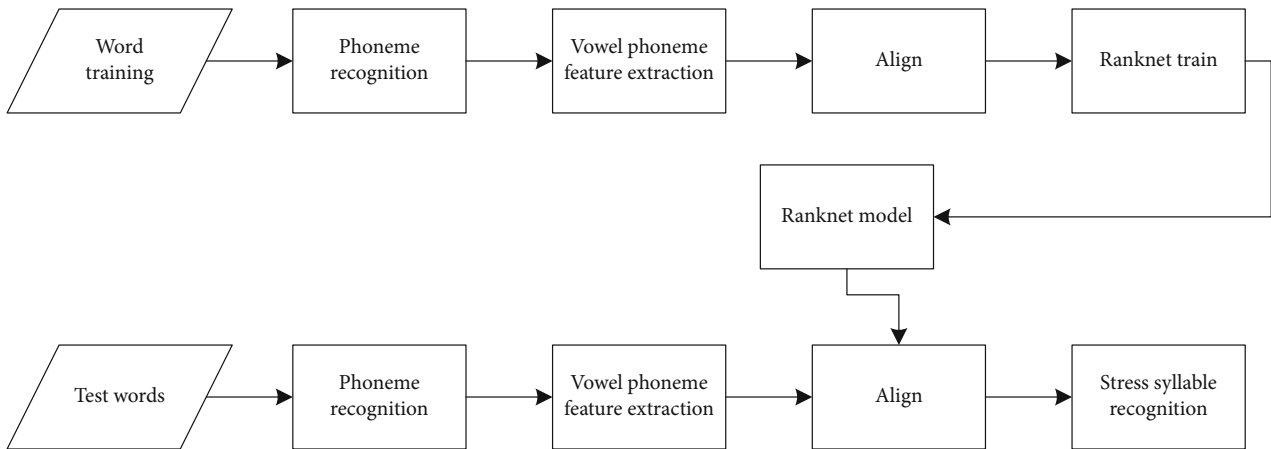 Word
training
Phoneme
recognition
Vowel phoneme
feature extraction
Align
Ranknet train
Ranknet model
Test words
Phoneme
recognition
Vowel phoneme
feature extraction
Align
Stress syllable
recognition